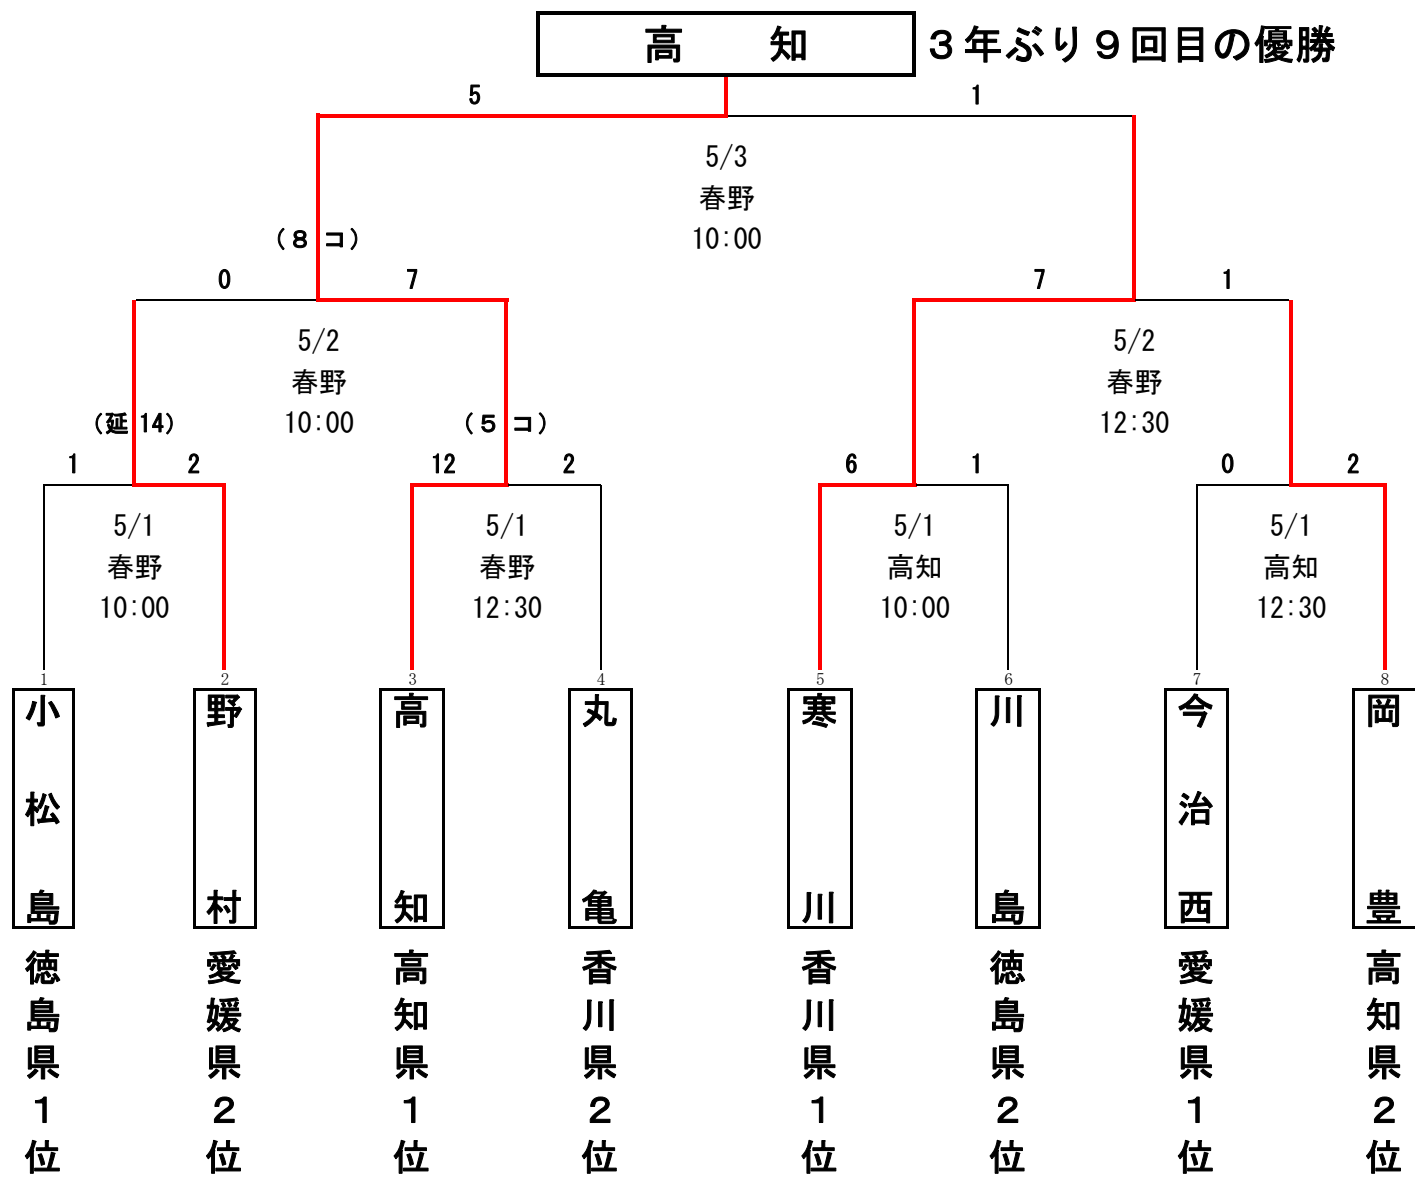 高　知
３年ぶり９回目の優勝
5
1
5/3
春野
10:00
（８コ）
0
7
7
1
5/2
春野
10:00
5/2
春野
12:30
（延14）
（５コ）
1
2
12
2
6
1
0
2
5/1
春野
10:00
5/1
春野
12:30
5/1
高知
10:00
5/1
高知
12:30
1
2
3
4
5
6
7
8
小松島
野村
高知
丸亀
寒川
川島
今治西
岡豊
徳島県１位
愛媛県２位
高知県１位
香川県２位
香川県１位
徳島県２位
愛媛県１位
高知県２位